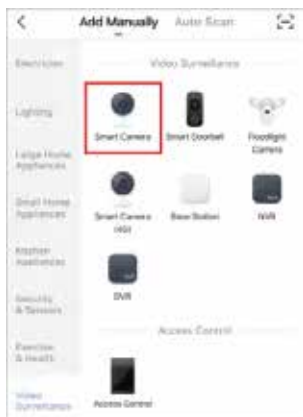 Add Manually
Auto Scan
Electrician
Video Surveillance
Lighting
Smart Camera
Smart Doorbell
Floodlight
Camera
Large Home
Appliances
Small Home
Appliances
Smart Camera
(4G)
Base Station
NVR
Kitchen
Appliances
DVR
Security
& Sensors
Exercise
& Health
Access Control
Video
Surveillance
Access Control